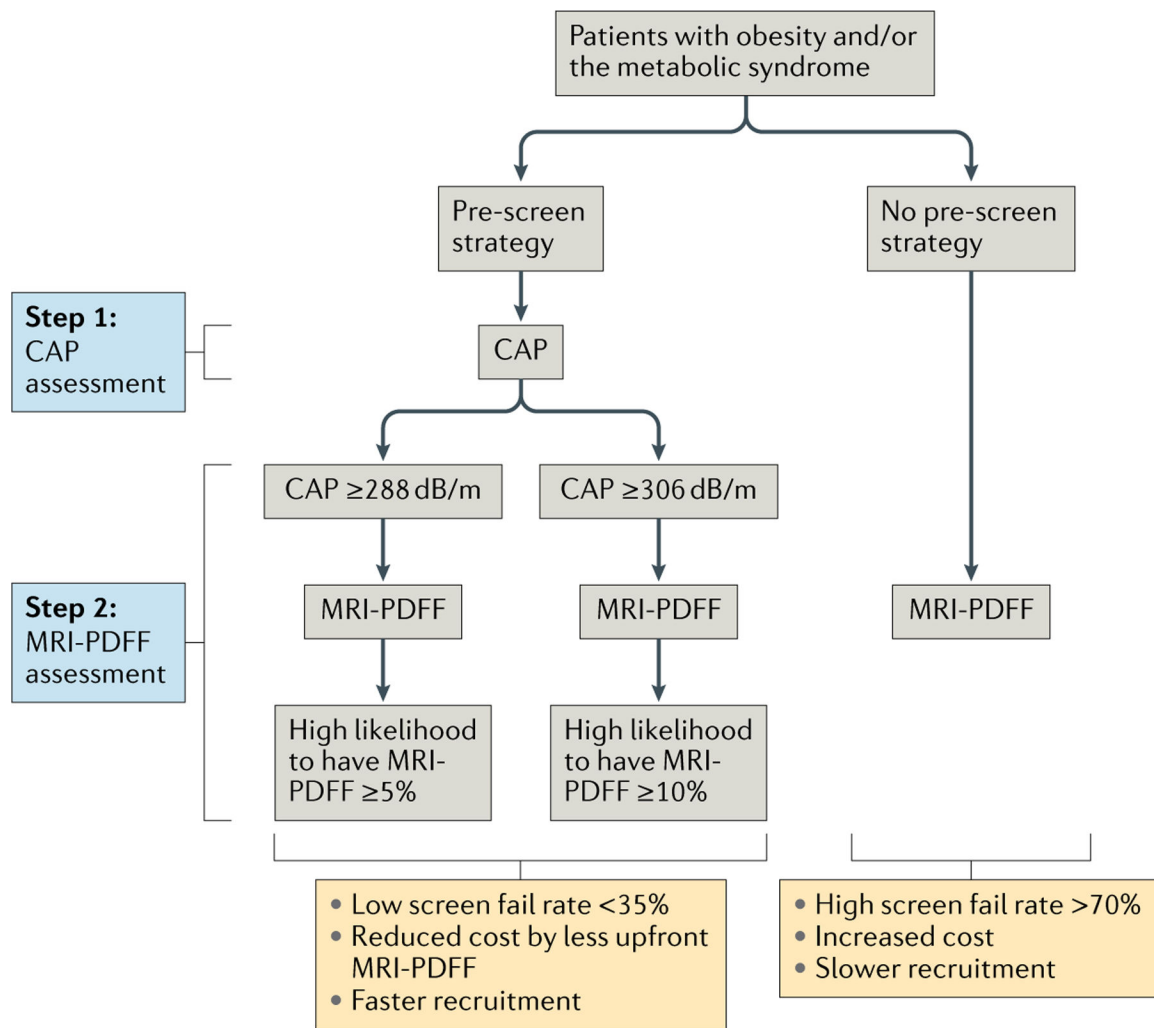 Patients with obesity and/or
the metabolic syndrome
Pre-screen
strategy
No pre-screen
strategy
Step 1:
CAP
assessment
CAP
CAP ≥288 dB/m
CAP ≥306 dB/m
Step 2:
MRI-PDFF
assessment
MRI-PDFF
MRI-PDFF
MRI-PDFF
High likelihood
to have MRI-
PDFF ≥5%
High likelihood
to have MRI-
PDFF ≥10%
• Low screen fail rate <35%
• Reduced cost by less upfront
MRI-PDFF
• Faster recruitment
• High screen fail rate >70%
• Increased cost
• Slower recruitment